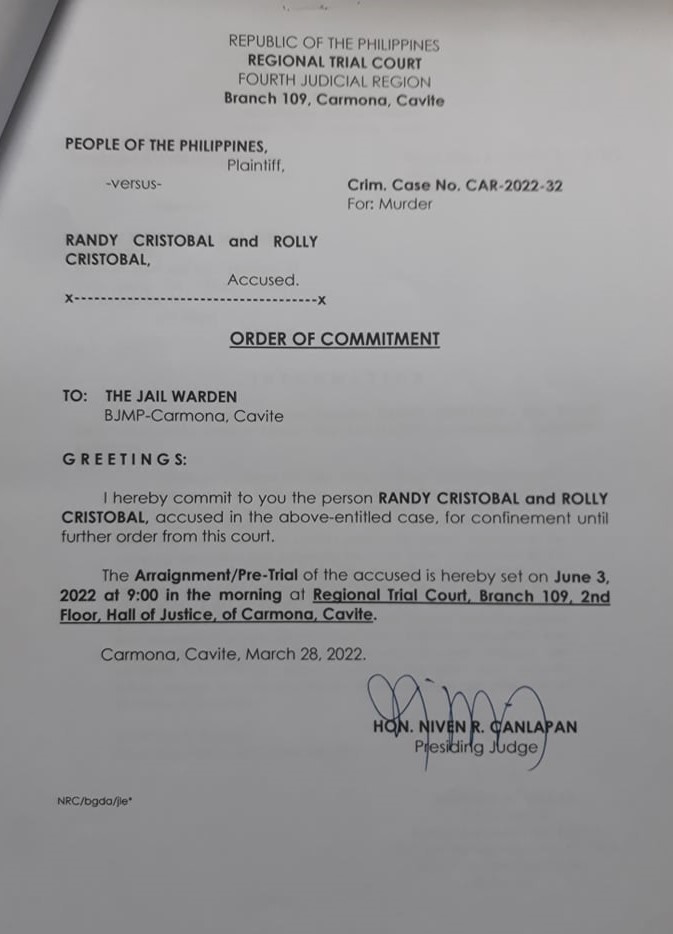 REPUBLIC OF THE PHILIPPINES
REGIONAL TRIAL COURT
FOURTH JUDICIAL REGION
Branch 109, Carmona, Cavite
PEOPLE OF THE PHILIPPINES,
Plaintiff,
-versus-
Crim. Case No. CAR-2022-32
For: Murder
RANDY CRISTOBAL and ROLLY
CRISTOBAL,
Accused.
x-----------------------------------x
ORDER OF COMMITMENT
TO: THE JAIL WARDEN
BJMP-Carmona, Cavite
G R E E T I N G S:
I hereby commit to you the person RANDY CRISTOBAL and ROLLY
CRISTOBAL, accused in the above-entitled case, for confinement until
further order from this court.
The Arraignment/Pre-Trial of the accused is hereby set on June 3,
2022 at 9:00 in the morning at Regional Trial Court, Branch 109, 2nd
Floor, Hall of Justice, of Carmona, Cavite.
Carmona, Cavite, March 28, 2022.
HON. NIVEN R. CANLAPAN
Presiding Judge
NRC/bgda/jle*